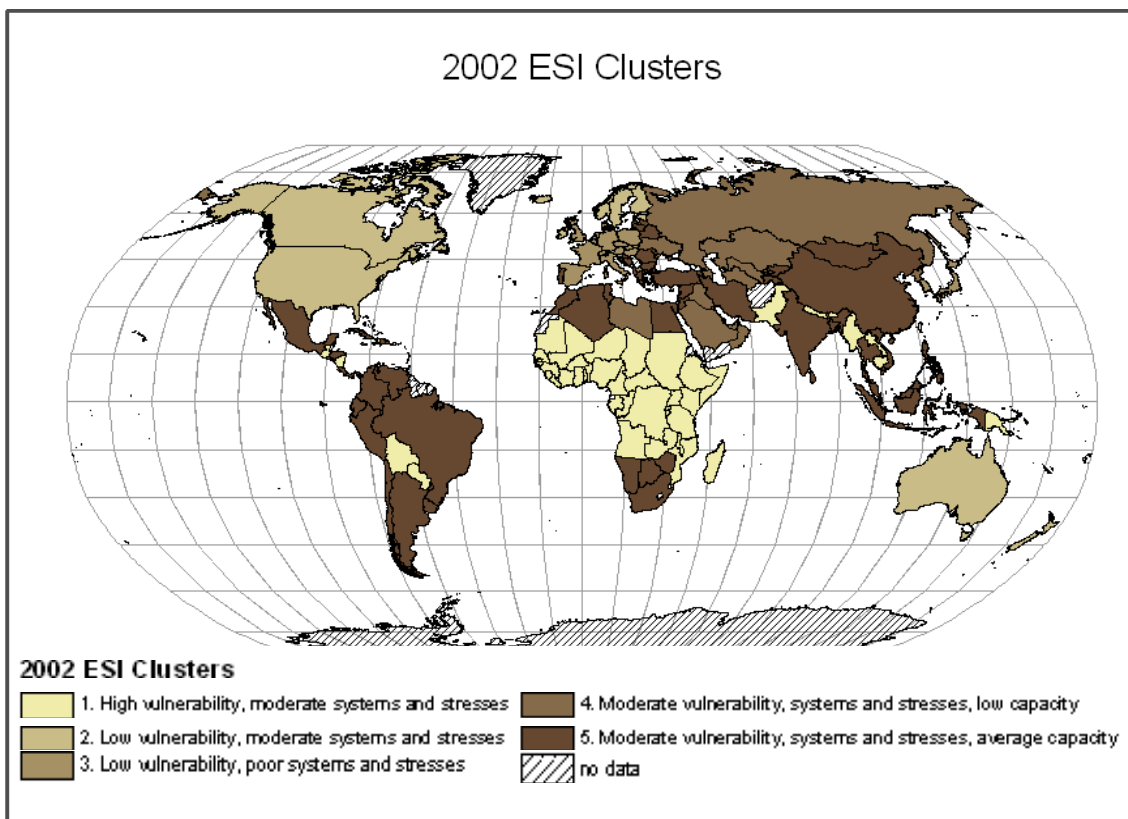 2002 ESI Clusters
2002 ESI Clusters
1. High vulnerability, moderate systems and stresses
2. Low vulnerability, moderate systems and stresses
3. Low vulnerability, poor systems and stresses
4. Moderate vulnerability, systems and stresses, low capacity
5. Moderate vulnerability, systems and stresses, average capacity
no data